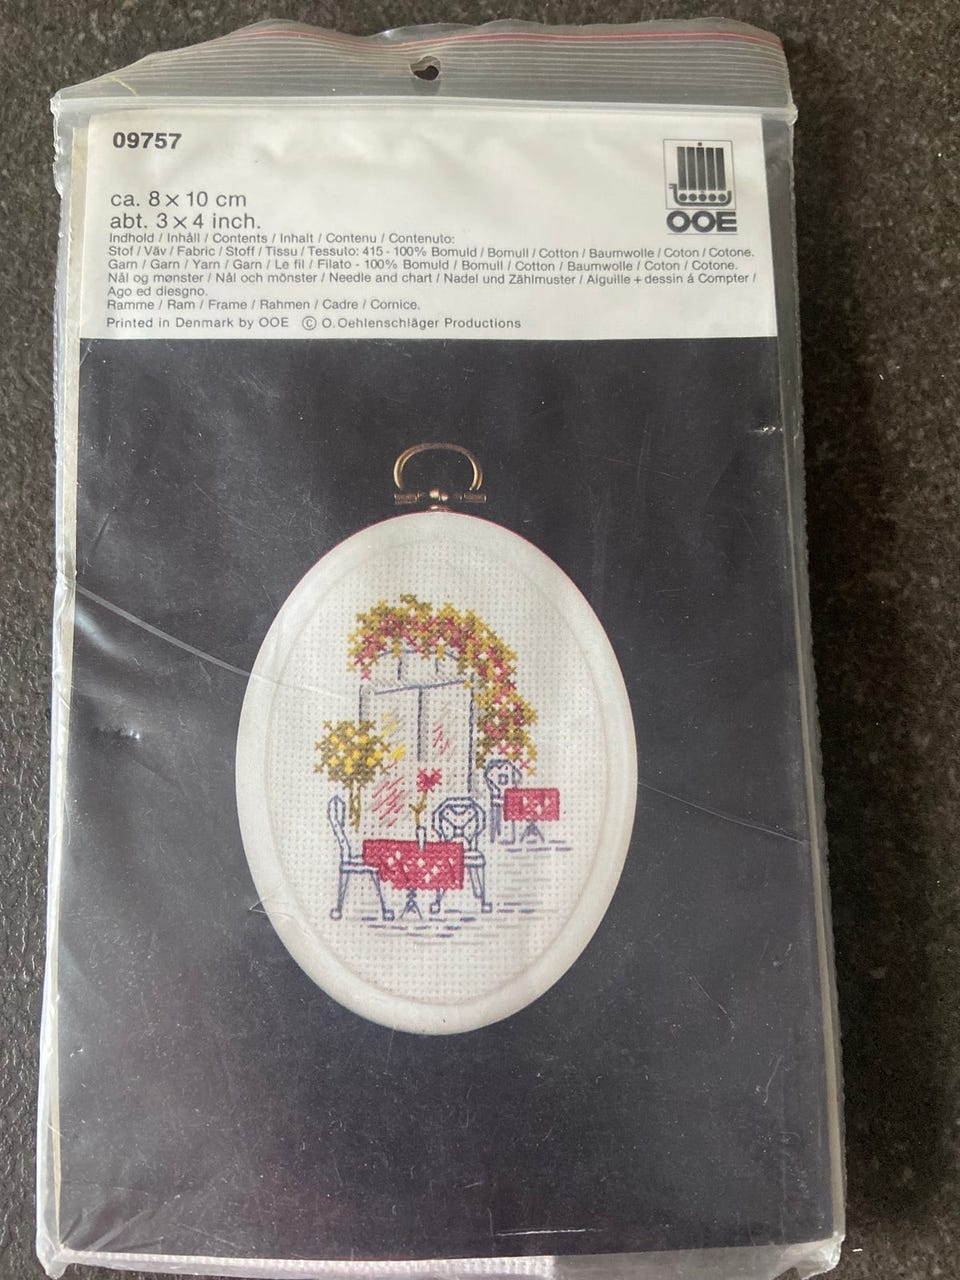 09757
OOE
ca. 8 × 10 cm
abt. 3 × 4 inch.
Indhold / Inhåll / Contents / Inhalt / Contenu / Contenuto:
Stof / Väv / Fabric / Stoff / Tissu / Tessuto: 415 - 100% Bomuld / Bomull / Cotton / Baumwolle / Coton / Cotone.
Garn / Garn / Yarn / Garn / Le fil / Filato - 100% Bomuld / Bomull / Cotton / Baumwolle / Coton / Cotone.
Nål og mønster / Nål och mönster / Needle and chart / Nadel und Zählmuster / Aiguille + dessin á Compter /
Ago ed diesgno.
Ramme / Ram / Frame / Rahmen / Cadre / Cornice.
Printed in Denmark by OOE © O. Oehlenschläger Productions